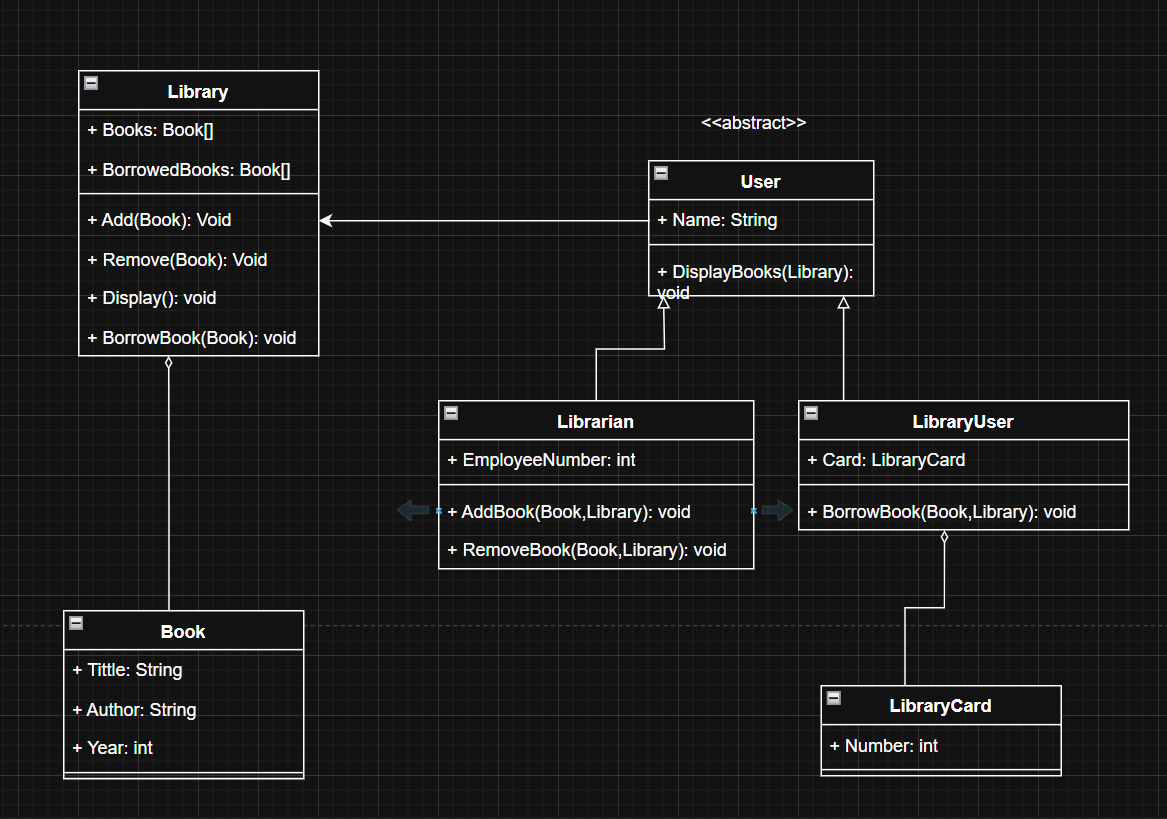 Library
+ Books: Book[]
+ BorrowedBooks: Book[]
+ Add(Book): Void
+ Remove(Book): Void
+ Display(): void
+ BorrowBook(Book): void
<<abstract>>
User
+ Name: String
+ DisplayBooks(Library):
void
Librarian
+ EmployeeNumber: int
+ AddBook(Book,Library): void
+ RemoveBook(Book,Library): void
LibraryUser
+ Card: LibraryCard
+ BorrowBook(Book,Library): void
Book
+ Tittle: String
+ Author: String
+ Year: int
LibraryCard
+ Number: int